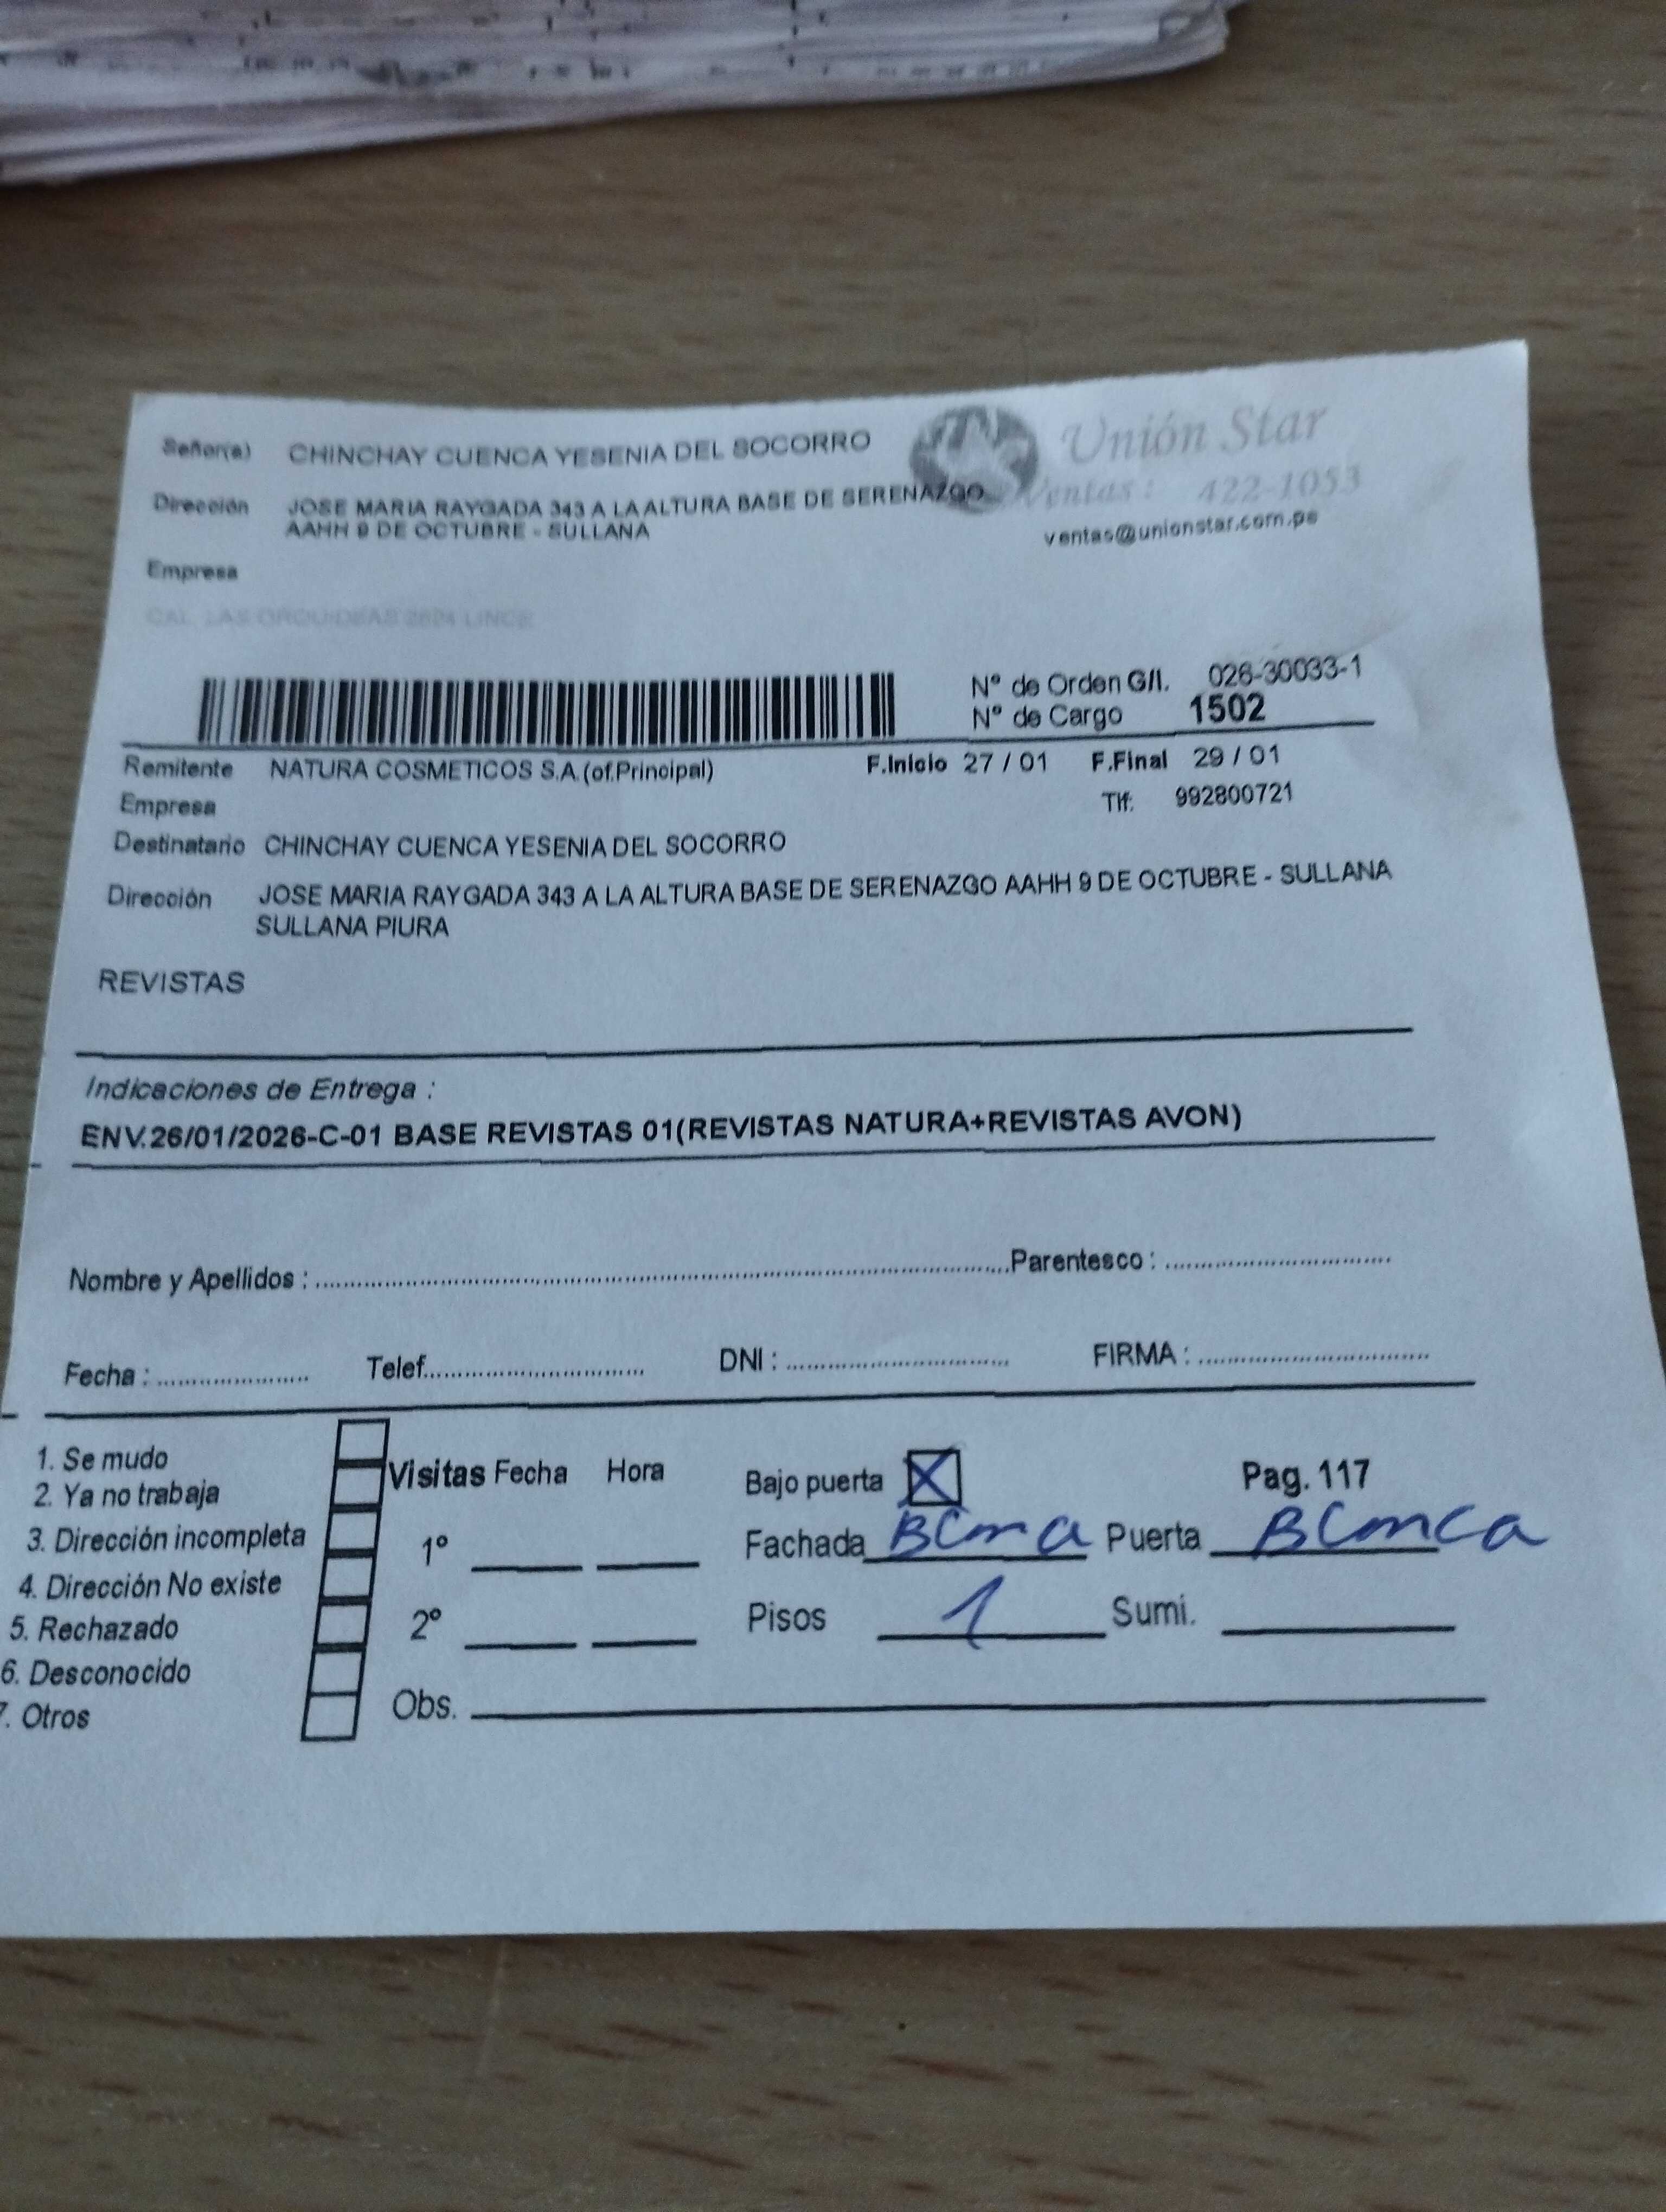 Señor(a) CHINCHAY CUENCA YESENIA DEL SOCORRO
Unión Star
Ventas: 422-1053
ventas@unionstar.com.pe
Dirección JOSE MARIA RAYGADA 343 A LA ALTURA BASE DE SERENAZGO
AAHH 9 DE OCTUBRE - SULLANA
Empresa
CAL. LAS ORQUIDEAS 2624 LINCE
Nº de Orden G/I. 026-30033-1
Nº de Cargo 1502
Remitente NATURA COSMETICOS S.A.(of.Principal) F.Inicio 27 / 01 F.Final 29 / 01
Empresa Tlf: 992800721
Destinatario CHINCHAY CUENCA YESENIA DEL SOCORRO
Dirección JOSE MARIA RAYGADA 343 A LA ALTURA BASE DE SERENAZGO AAHH 9 DE OCTUBRE - SULLANA
SULLANA PIURA
REVISTAS
Indicaciones de Entrega :
ENV.26/01/2026-C-01 BASE REVISTAS 01(REVISTAS NATURA+REVISTAS AVON)
Nombre y Apellidos : Parentesco :
Fecha : Telef. DNI : FIRMA :
1. Se mudo
2. Ya no trabaja
3. Dirección incompleta
4. Dirección No existe
5. Rechazado
6. Desconocido
7. Otros
Visitas Fecha Hora
1º
2º
Bajo puerta X Pag. 117
Fachada Puerta Blanca
Pisos 1 Sumi.
Obs.